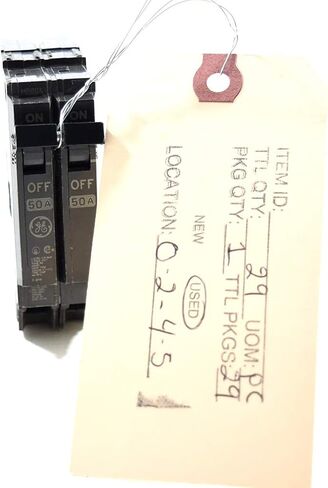 ON ON
OFF OFF
50A 50A
GE
ITEM ID:
TTL QTY: 29 UOM: PC
PKG QTY: 1 TTL PKGS: 29
NEW USED
LOCATION: 0-2-4-5